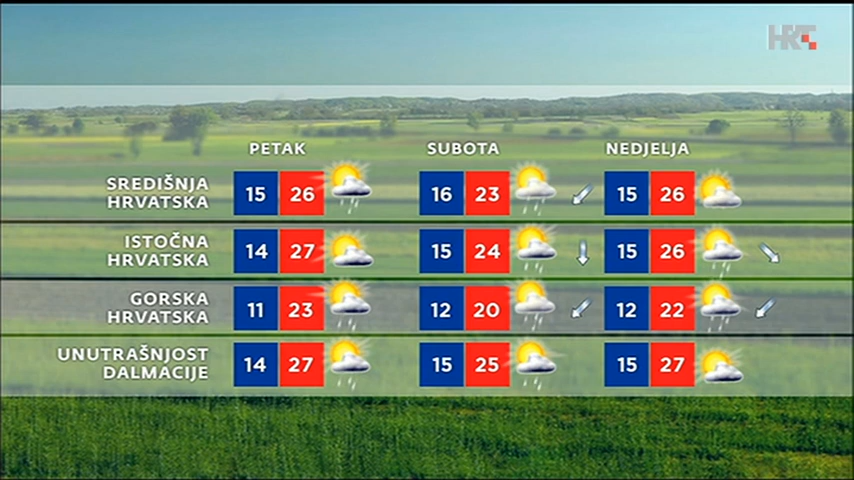 HRT
PETAK SUBOTA NEDJELJA
SREDIŠNJA
HRVATSKA 15 26 16 23 15 26
ISTOČNA
HRVATSKA 14 27 15 24 15 26
GORSKA
HRVATSKA 11 23 12 20 12 22
UNUTRAŠNJOST
DALMACIJE 14 27 15 25 15 27